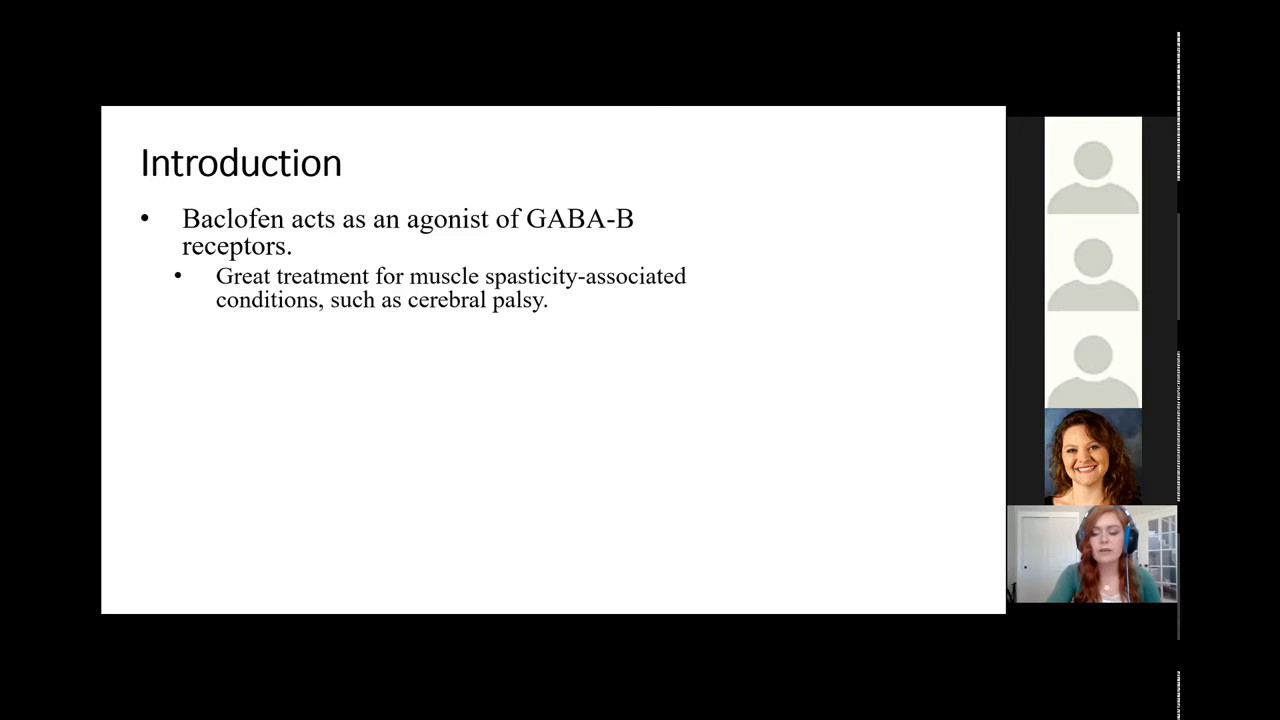 Introduction
• Baclofen acts as an agonist of GABA-B
receptors.
• Great treatment for muscle spasticity-associated
conditions, such as cerebral palsy.